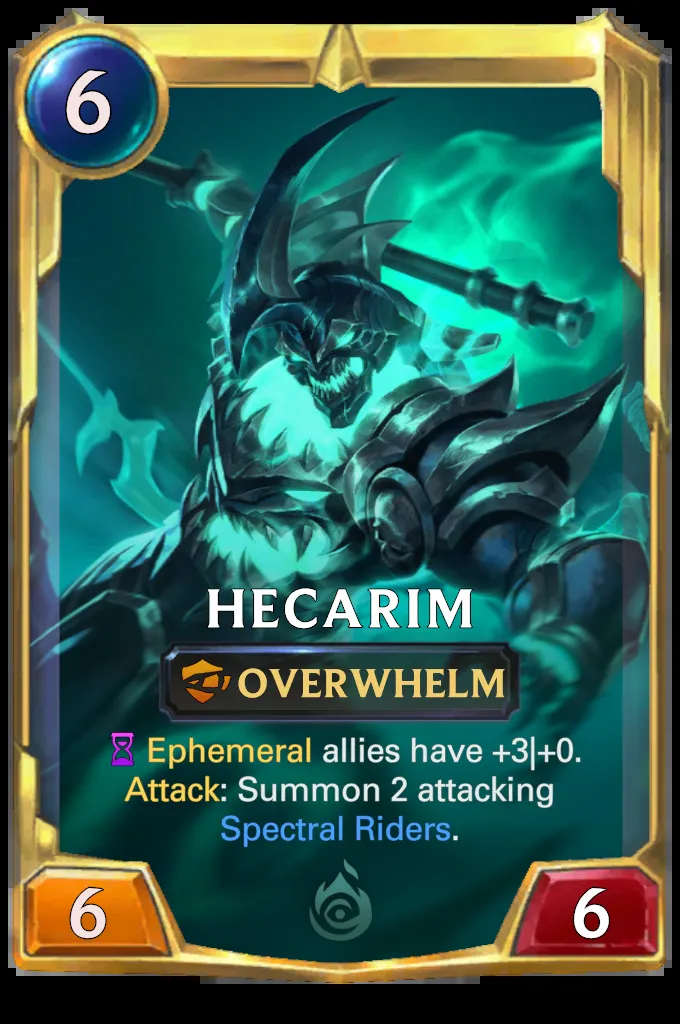 6
HECARIM
OVERWHELM
Ephemeral allies have +3|+0.
Attack: Summon 2 attacking
Spectral Riders.
6 6